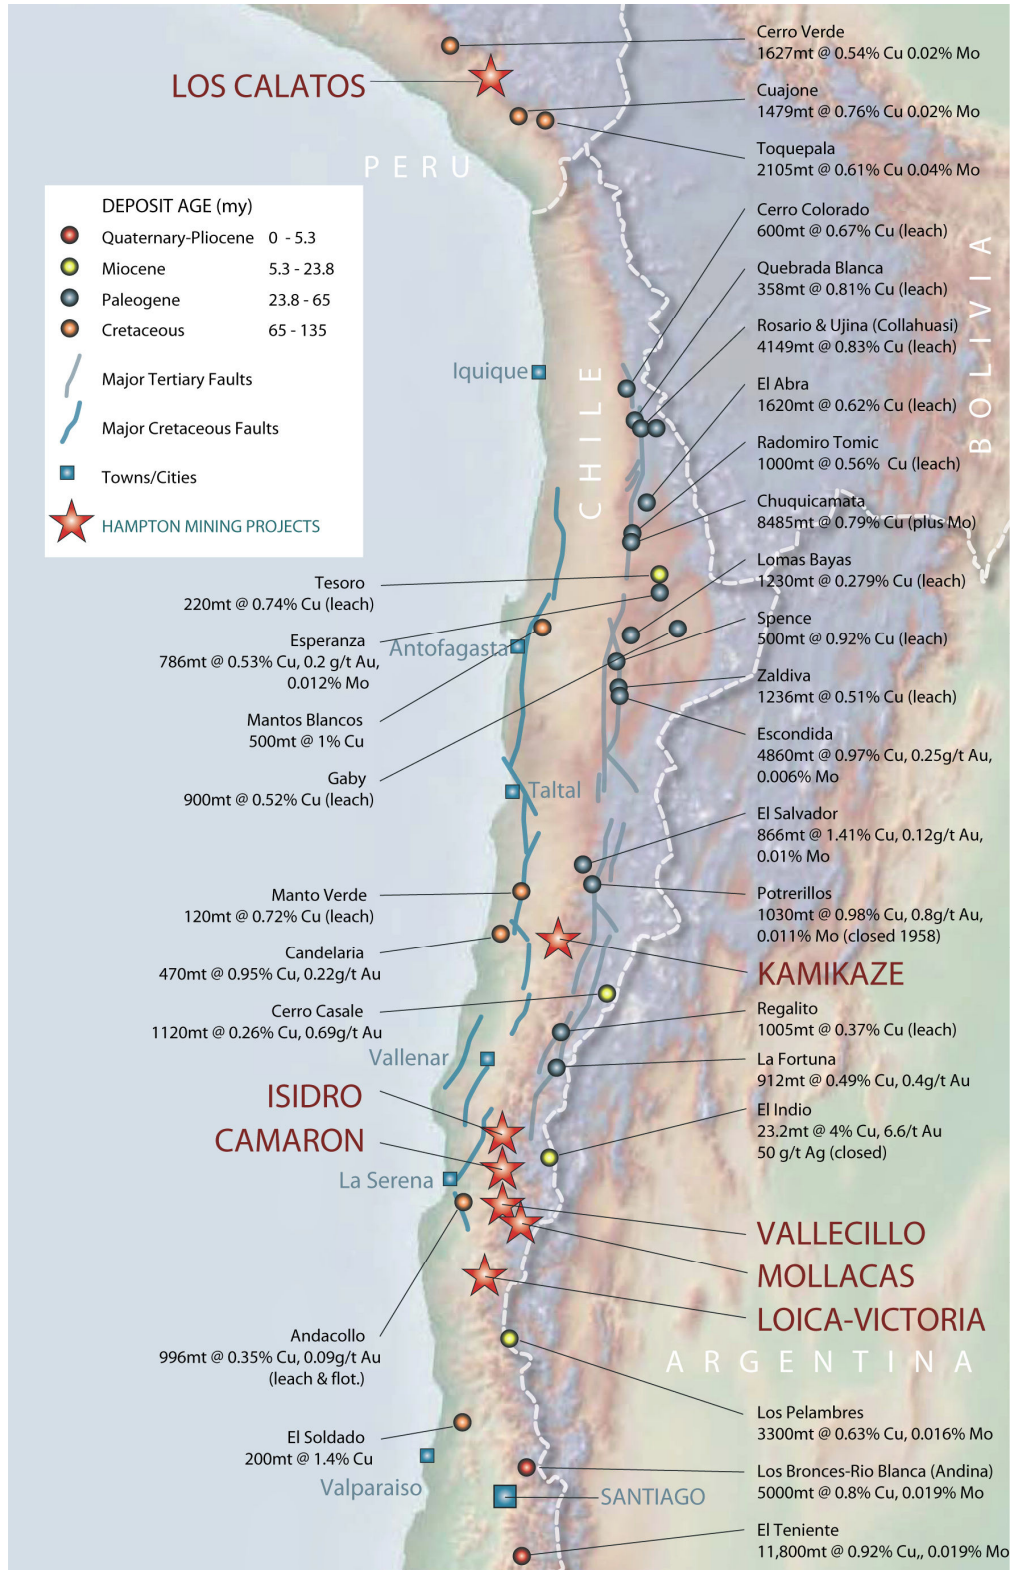 Cerro Verde
1627mt @ 0.54% Cu 0.02% Mo
LOS CALATOS
Cuajone
1479mt @ 0.76% Cu 0.02% Mo
Toquepala
2105mt @ 0.61% Cu 0.04% Mo
PERU
DEPOSIT AGE (my)
Quaternary-Pliocene 0 - 5.3
Miocene 5.3 - 23.8
Paleogene 23.8 - 65
Cretaceous 65 - 135
Major Tertiary Faults
Major Cretaceous Faults
Towns/Cities
HAMPTON MINING PROJECTS
Cerro Colorado
600mt @ 0.67% Cu (leach)
Quebrada Blanca
358mt @ 0.81% Cu (leach)
Rosario & Ujina (Collahuasi)
4149mt @ 0.83% Cu (leach)
El Abra
1620mt @ 0.62% Cu (leach)
Radomiro Tomic
1000mt @ 0.56% Cu (leach)
Chuquicamata
8485mt @ 0.79% Cu (plus Mo)
Lomas Bayas
1230mt @ 0.279% Cu (leach)
Spence
500mt @ 0.92% Cu (leach)
Zaldiva
1236mt @ 0.51% Cu (leach)
Escondida
4860mt @ 0.97% Cu, 0.25g/t Au,
0.006% Mo
El Salvador
866mt @ 1.41% Cu, 0.12g/t Au,
0.01% Mo
Potrerillos
1030mt @ 0.98% Cu, 0.8g/t Au,
0.011% Mo (closed 1958)
KAMIKAZE
Regalito
1005mt @ 0.37% Cu (leach)
La Fortuna
912mt @ 0.49% Cu, 0.4g/t Au
El Indio
23.2mt @ 4% Cu, 6.6/t Au
50 g/t Ag (closed)
VALLECILLO
MOLLACAS
LOICA-VICTORIA
ARGENTINA
Los Pelambres
3300mt @ 0.63% Cu, 0.016% Mo
Los Bronces-Rio Blanca (Andina)
5000mt @ 0.8% Cu, 0.019% Mo
El Teniente
11,800mt @ 0.92% Cu,, 0.019% Mo
BOLIVIA
CHILE
Iquique
Tesoro
220mt @ 0.74% Cu (leach)
Esperanza
786mt @ 0.53% Cu, 0.2 g/t Au,
0.012% Mo
Antofagasta
Mantos Blancos
500mt @ 1% Cu
Gaby
900mt @ 0.52% Cu (leach)
Taltal
Manto Verde
120mt @ 0.72% Cu (leach)
Candelaria
470mt @ 0.95% Cu, 0.22g/t Au
Cerro Casale
1120mt @ 0.26% Cu, 0.69g/t Au
Vallenar
ISIDRO
CAMARON
La Serena
Andacollo
996mt @ 0.35% Cu, 0.09g/t Au
(leach & flot.)
El Soldado
200mt @ 1.4% Cu
Valparaiso
SANTIAGO